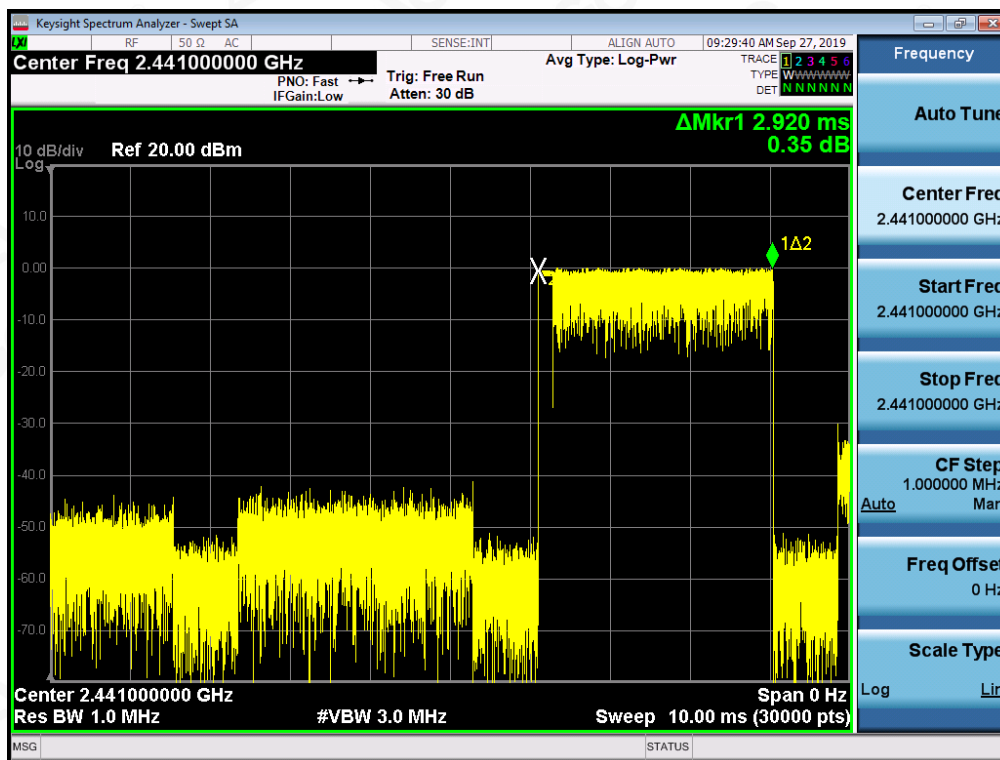 Keysight Spectrum Analyzer - Swept SA
LXI RF 50 Ω AC SENSE:INT ALIGN AUTO 09:29:40 AM Sep 27, 2019
Center Freq 2.441000000 GHz
PNO: Fast
IFGain:Low
Trig: Free Run
Atten: 30 dB
Avg Type: Log-Pwr
TRACE 1 2 3 4 5 6
TYPE WWWWWW
DET N N N N N N
ΔMkr1 2.920 ms
0.35 dB
10 dB/div Ref 20.00 dBm
Log
10.0
0.00
-10.0
-20.0
-30.0
-40.0
-50.0
-60.0
-70.0
1Δ2
X2
Center 2.441000000 GHz Span 0 Hz
Res BW 1.0 MHz #VBW 3.0 MHz Sweep 10.00 ms (30000 pts)
MSG STATUS
Frequency
Auto Tune
Center Freq
2.441000000 GHz
Start Freq
2.441000000 GHz
Stop Freq
2.441000000 GHz
CF Step
1.000000 MHz
Auto Man
Freq Offset
0 Hz
Scale Type
Log Lin